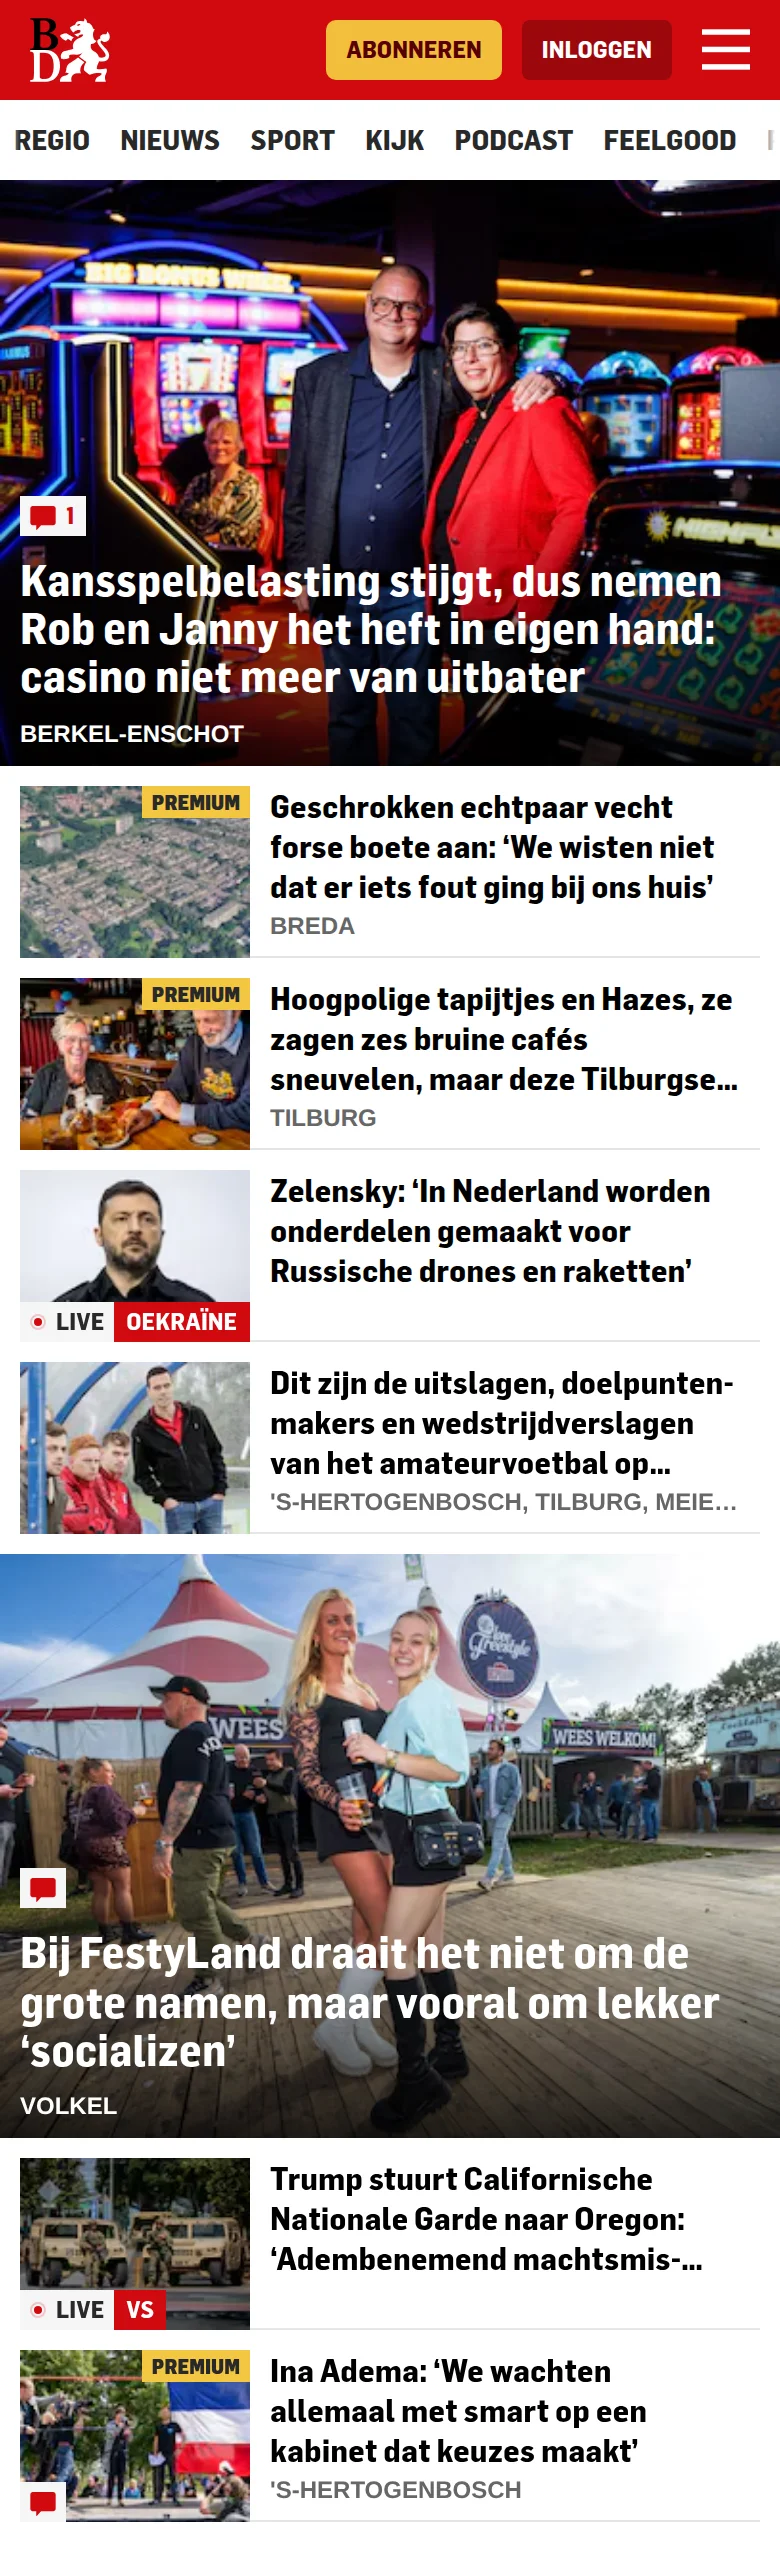 BD
ABONNEREN
INLOGGEN
REGIO NIEUWS SPORT KIJK PODCAST FEELGOOD
BIG BONUS WHEEL
1
Kansspelbelasting stijgt, dus nemen
Rob en Janny het heft in eigen hand:
casino niet meer van uitbater
BERKEL-ENSCHOT
PREMIUM
Geschrokken echtpaar vecht
forse boete aan: ‘We wisten niet
dat er iets fout ging bij ons huis’
BREDA
PREMIUM
Hoogpolige tapijtjes en Hazes, ze
zagen zes bruine cafés
sneuvelen, maar deze Tilburgse...
TILBURG
Zelensky: ‘In Nederland worden
onderdelen gemaakt voor
Russische drones en raketten’
LIVE OEKRAÏNE
Dit zijn de uitslagen, doelpunten-
makers en wedstrijdverslagen
van het amateurvoetbal op...
'S-HERTOGENBOSCH, TILBURG, MEIE...
Freestyle
WEES
WEES WELKOM!
Bij FestyLand draait het niet om de
grote namen, maar vooral om lekker
‘socializen’
VOLKEL
Trump stuurt Californische
Nationale Garde naar Oregon:
‘Adembenemend machtsmis-...
LIVE VS
PREMIUM
Ina Adema: ‘We wachten
allemaal met smart op een
kabinet dat keuzes maakt’
'S-HERTOGENBOSCH